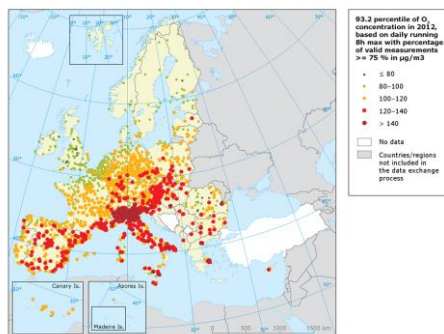 93.2 percentile of O₃
concentration in 2012,
based on daily running
8h max with percentage
of valid measurements
>= 75 % in µg/m3
≤ 80
80–100
100–120
120–140
> 140
No data
Countries/regions
not included in
the data exchange
process
Canary Is.
Azores Is.
Madeira Is.
0
500
1000
1500 km